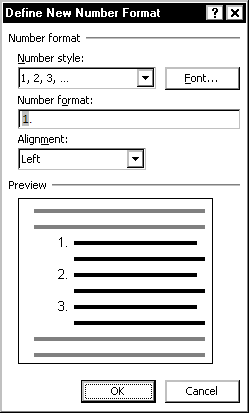 Define New Number Format
Number format
Number style:
1, 2, 3, ...
Font...
Number format:
1.
Alignment:
Left
Preview
1.
2.
3.
OK
Cancel